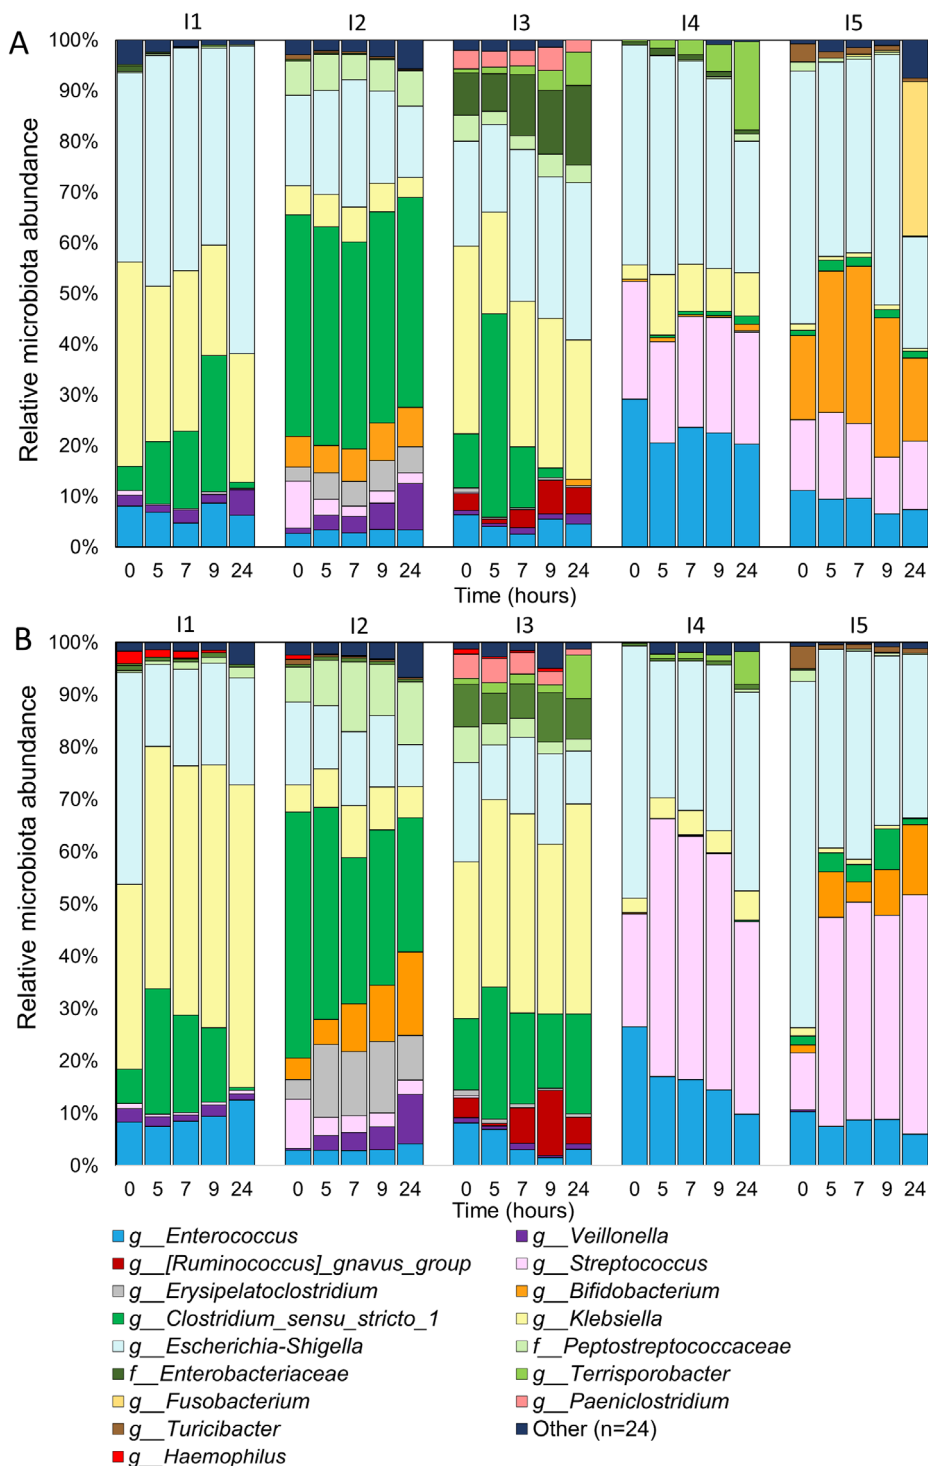 A
I1 I2 I3 I4 I5
Relative microbiota abundance
100%
90%
80%
70%
60%
50%
40%
30%
20%
10%
0%
0 5 7 9 24 0 5 7 9 24 0 5 7 9 24 0 5 7 9 24 0 5 7 9 24
Time (hours)
B
I1 I2 I3 I4 I5
Relative microbiota abundance
100%
90%
80%
70%
60%
50%
40%
30%
20%
10%
0%
0 5 7 9 24 0 5 7 9 24 0 5 7 9 24 0 5 7 9 24 0 5 7 9 24
Time (hours)
g__Enterococcus
g__Veillonella
g__[Ruminococcus]_gnavus_group
g__Streptococcus
g__Erysipelatoclostridium
g__Bifidobacterium
g__Clostridium_sensu_stricto_1
g__Klebsiella
g__Escherichia-Shigella
f__Peptostreptococcaceae
f__Enterobacteriaceae
g__Terrisporobacter
g__Fusobacterium
g__Paeniclostridium
g__Turicibacter
Other (n=24)
g__Haemophilus